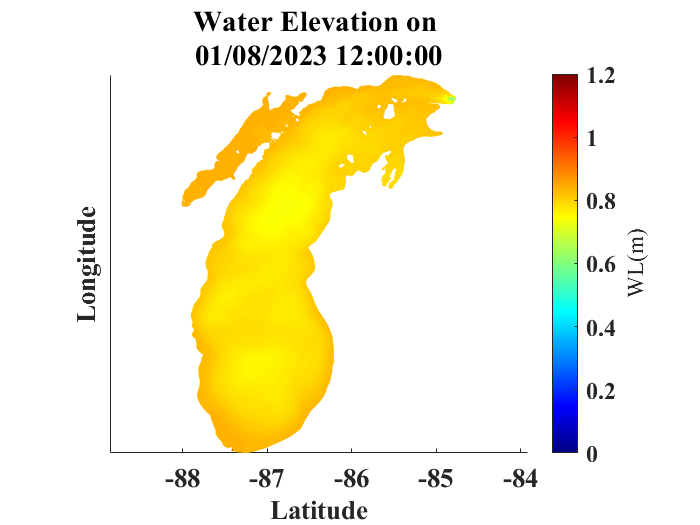 Water Elevation on
01/08/2023 12:00:00
Longitude
-88 -87 -86 -85 -84
Latitude
1.2
1
0.8
0.6
0.4
0.2
0
WL(m)